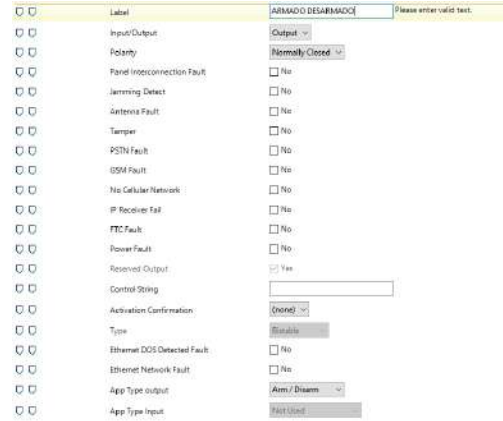 Label ARMADO DESARMADO Please enter valid text.
Input/Output Output
Polarity Normally Closed
Panel Interconnection Fault No
Jamming Detect No
Antenna Fault No
Tamper No
PSTN Fault No
GSM Fault No
No Cellular Network No
IP Receiver Fail No
FTC Fault No
Power Fault No
Reserved Output Yes
Control String
Activation Confirmation (none)
Type Bistable
Ethernet DOS Detected Fault No
Ethernet Network Fault No
App Type output Arm / Disarm
App Type Input Not Used